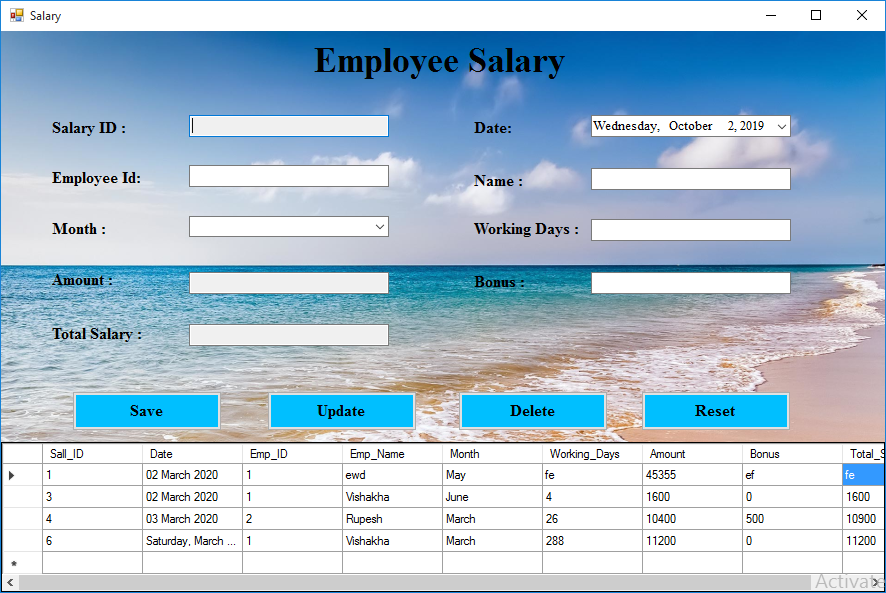 Salary
Employee Salary
Salary ID :
Date:
Wednesday, October 2, 2019
Employee Id:
Name :
Month :
Working Days :
Amount :
Bonus :
Total Salary :
Save Update Delete Reset
Sall_ID Date Emp_ID Emp_Name Month Working_Days Amount Bonus Total_S
1 02 March 2020 1 ewd May fe 45355 ef fe
3 02 March 2020 1 Vishakha June 4 1600 0 1600
4 03 March 2020 2 Rupesh March 26 10400 500 10900
6 Saturday, March ... 1 Vishakha March 288 11200 0 11200
Activate